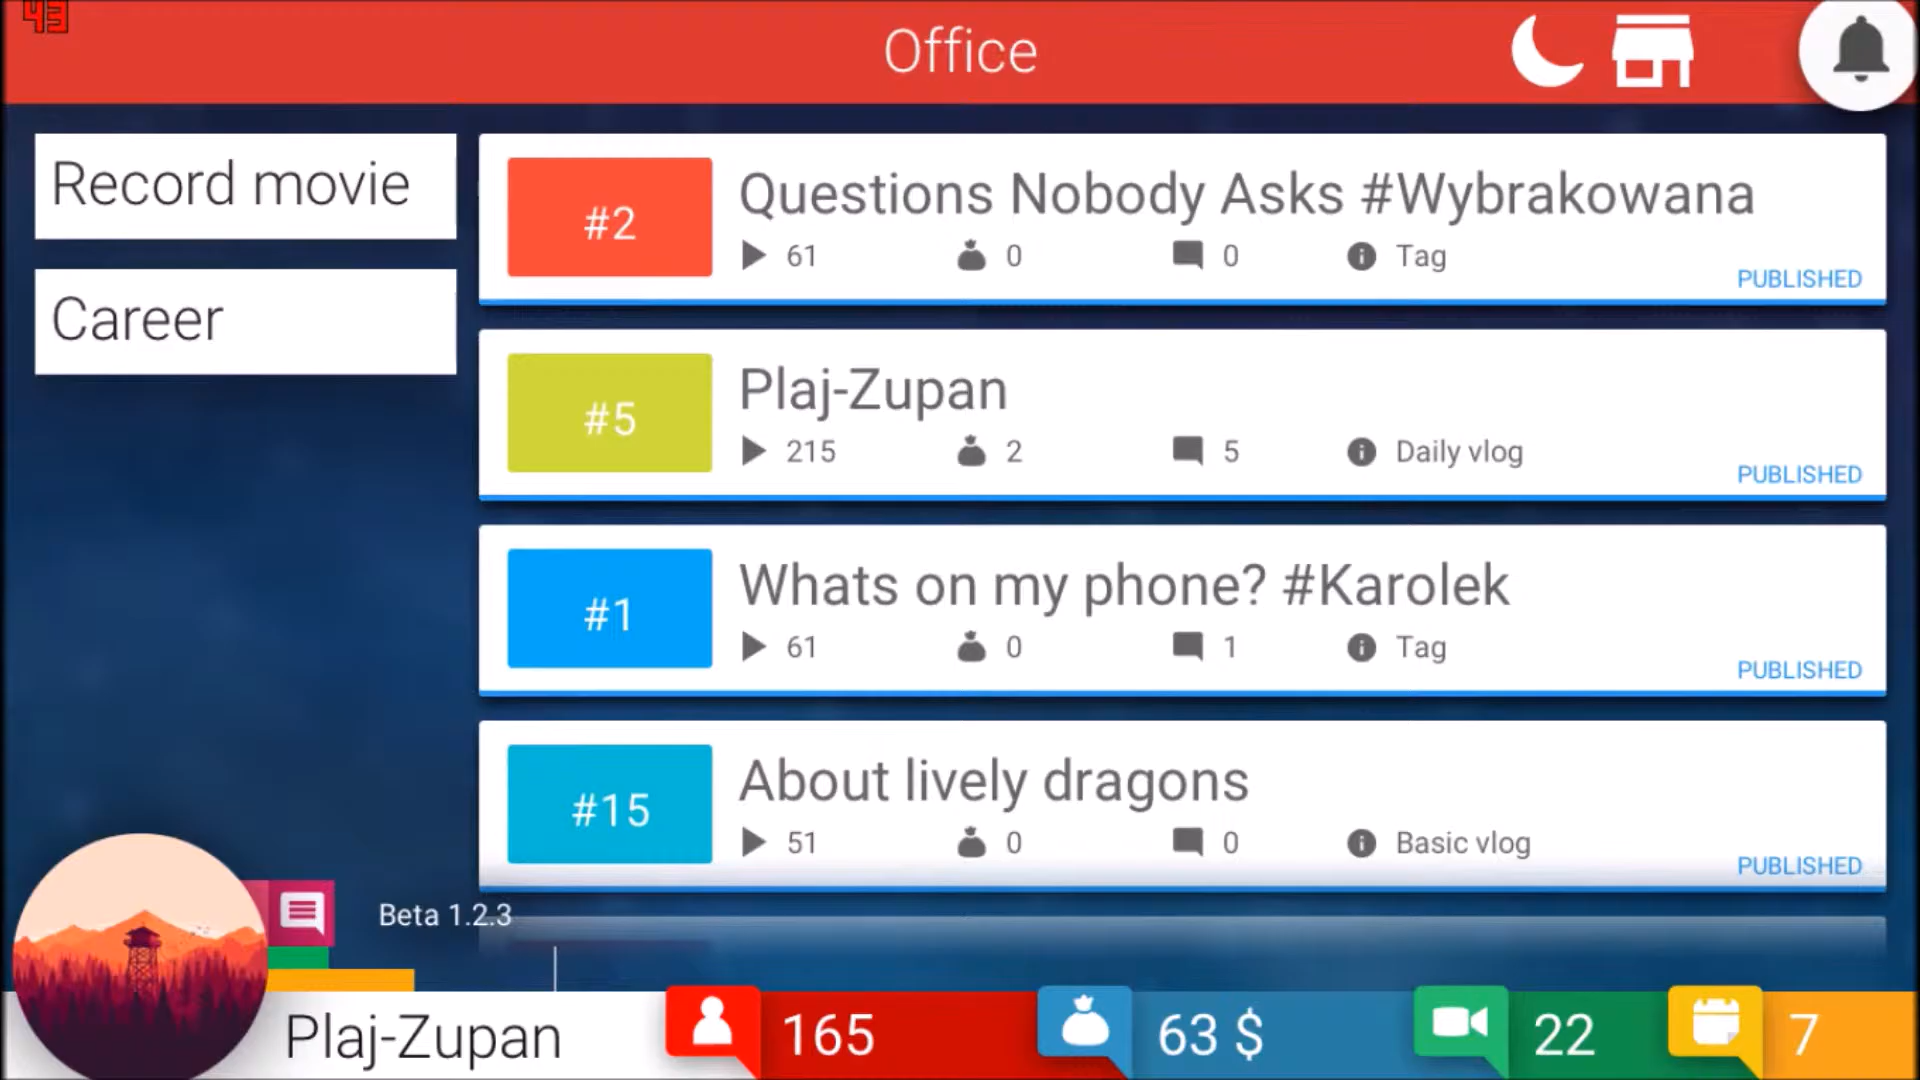 43
Office
Record movie
Career
#2
Questions Nobody Asks #Wybrakowana
61 0 0 Tag
PUBLISHED
#5
Plaj-Zupan
215 2 5 Daily vlog
PUBLISHED
#1
Whats on my phone? #Karolek
61 0 1 Tag
PUBLISHED
#15
About lively dragons
51 0 0 Basic vlog
PUBLISHED
Beta 1.2.3
Plaj-Zupan
165
63 $
22
7